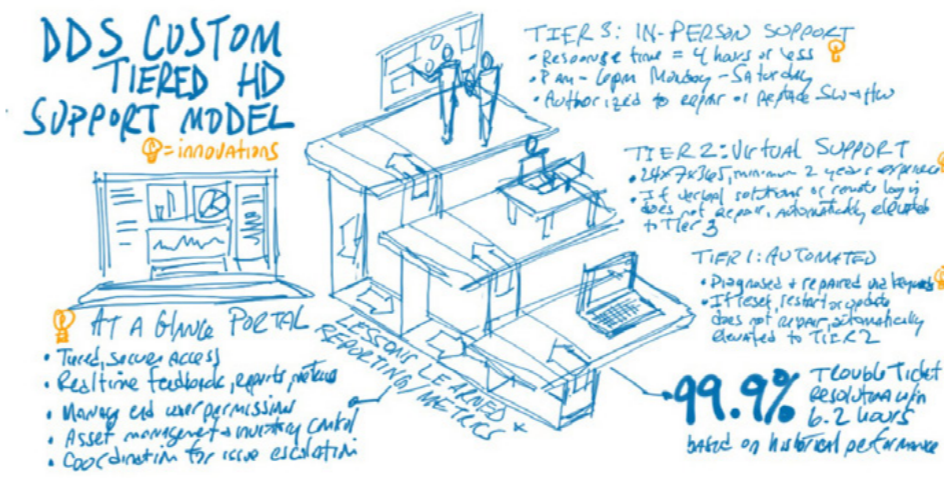 DDS CUSTOM
TIERED HD
SUPPORT MODEL
= innovations
AT A GLANCE PORTAL
• Tiered, secure Access
• Realtime feedback, reports, metrics
• Manage end user permissions
• Asset management + inventory control
• Coordination for issue escalation
LESSONS LEARNED +
REPORTING/METRICS
TIER 3: IN-PERSON SUPPORT
• Response time = 4 hours or less
• 7 am - 6pm Monday - Saturday
• Authorized to repair or replace SW + HW
TIER 2: Virtual SUPPORT
• 24x7x365, minimum 2 years experience
• If verbal solutions or remote log in
does not repair, automatically elevated
to Tier 3
TIER 1: AUTOMATED
• Diagnosed + repaired via
• If reset, restart or update
does not repair, automatically
elevated to TIER 2
99.9% Trouble Ticket
Resolution w/in
6.2 hours
based on historical performance